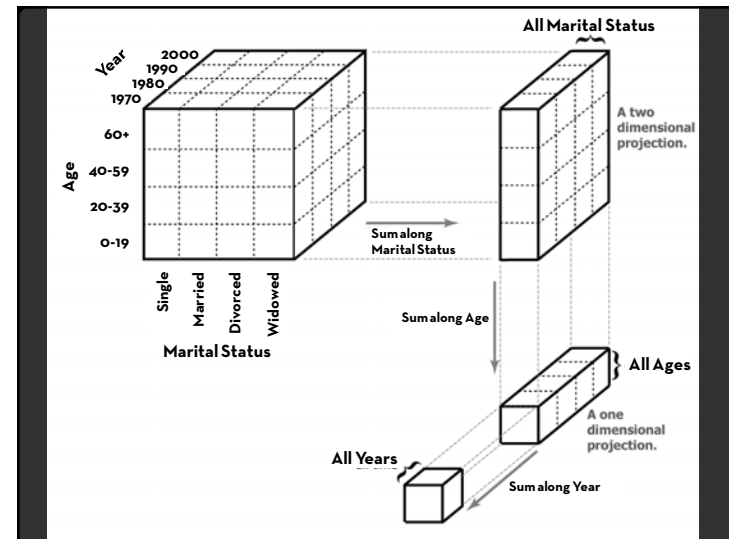 All Marital Status
Year
2000
1990
1980
1970
A two
dimensional
projection.
Age
60+
40-59
20-39
0-19
Sum along
Marital Status
Single
Married
Divorced
Widowed
Marital Status
Sum along Age
All Ages
A one
dimensional
projection.
All Years
Sum along Year